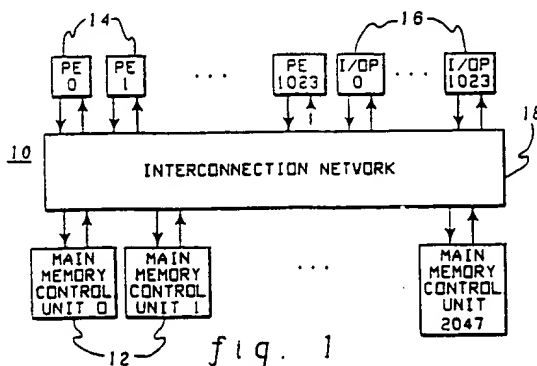 14
16
PE
0
PE
1
...
PE
1023
I/OP
0
...
I/OP
1023
18
10
INTERCONNECTION NETWORK
MAIN
MEMORY
CONTROL
UNIT 0
MAIN
MEMORY
CONTROL
UNIT 1
...
MAIN
MEMORY
CONTROL
UNIT
2047
12
fig. 1